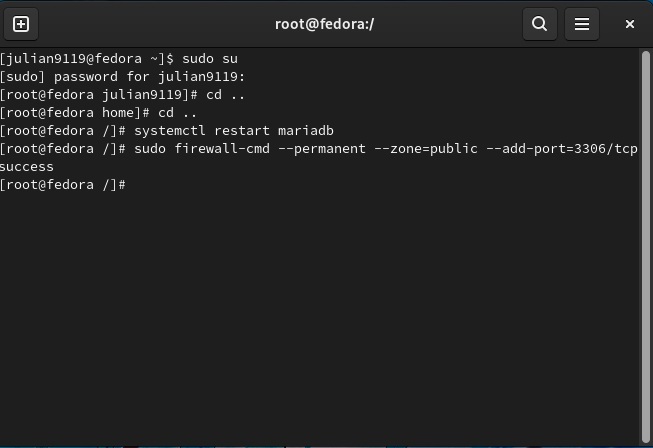 root@fedora:/
[julian9119@fedora ~]$ sudo su
[sudo] password for julian9119:
[root@fedora julian9119]# cd ..
[root@fedora home]# cd ..
[root@fedora /]# systemctl restart mariadb
[root@fedora /]# sudo firewall-cmd --permanent --zone=public --add-port=3306/tcp
success
[root@fedora /]#